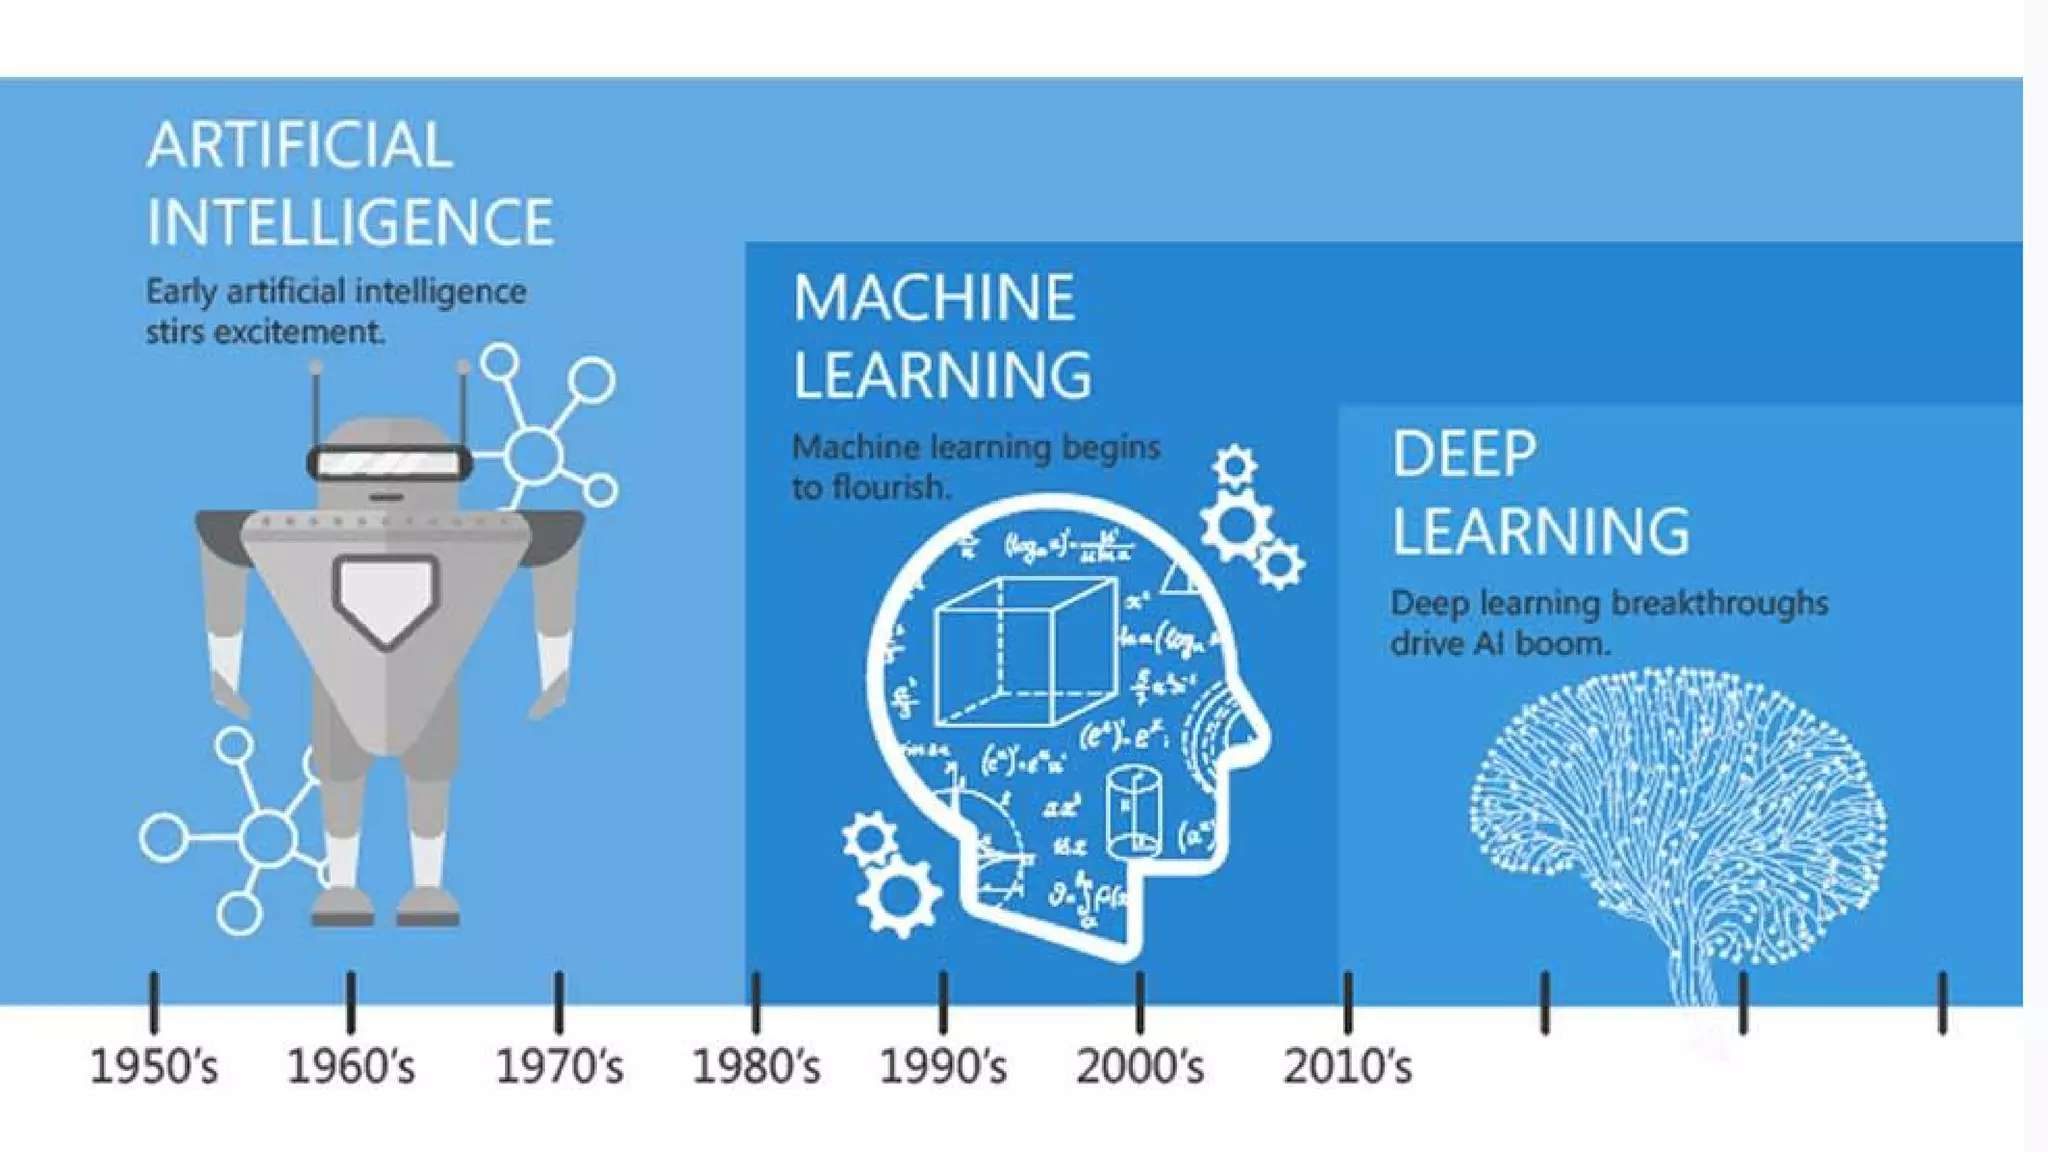 ARTIFICIAL
INTELLIGENCE
Early artificial intelligence
stirs excitement.
MACHINE
LEARNING
Machine learning begins
to flourish.
DEEP
LEARNING
Deep learning breakthroughs
drive AI boom.
1950's 1960's 1970's 1980's 1990's 2000's 2010's